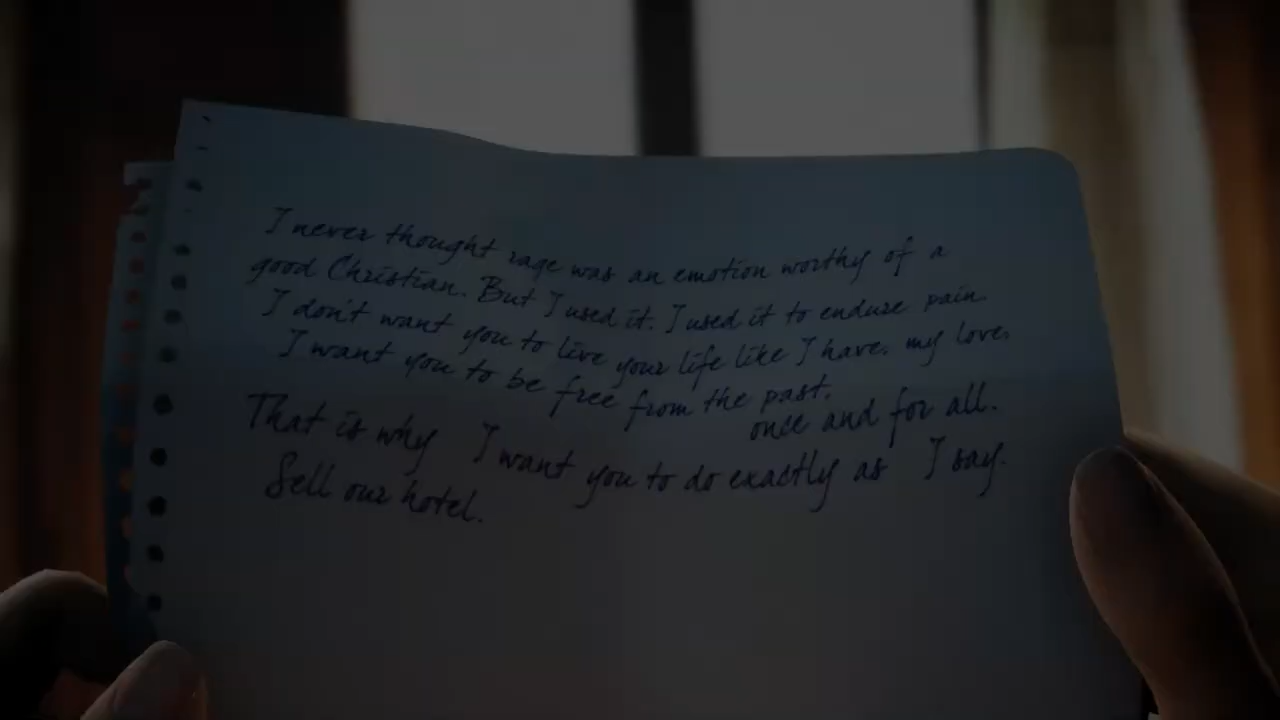 I never thought rage was an emotion worthy of a
good Christian. But I used it. I used it to endure pain.
I don't want you to live your life like I have, my love.
I want you to be free from the past,
once and for all.
That is why I want you to do exactly as I say.
Sell our hotel.